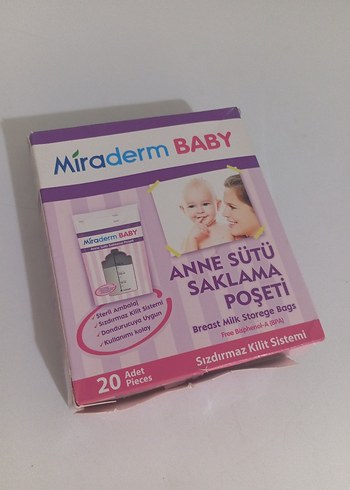 Miraderm BABY
Miraderm BABY
Steril Ambalaj
Sızdırmaz Kilit Sistemi
Dondurucuya Uygun
Kullanımı kolay
ANNE SÜTÜ
SAKLAMA
POŞETİ
Breast Milk Storege Bags
Free Bisphenol-A (BPA)
20 Adet
Pieces
Sızdırmaz Kilit Sistemi